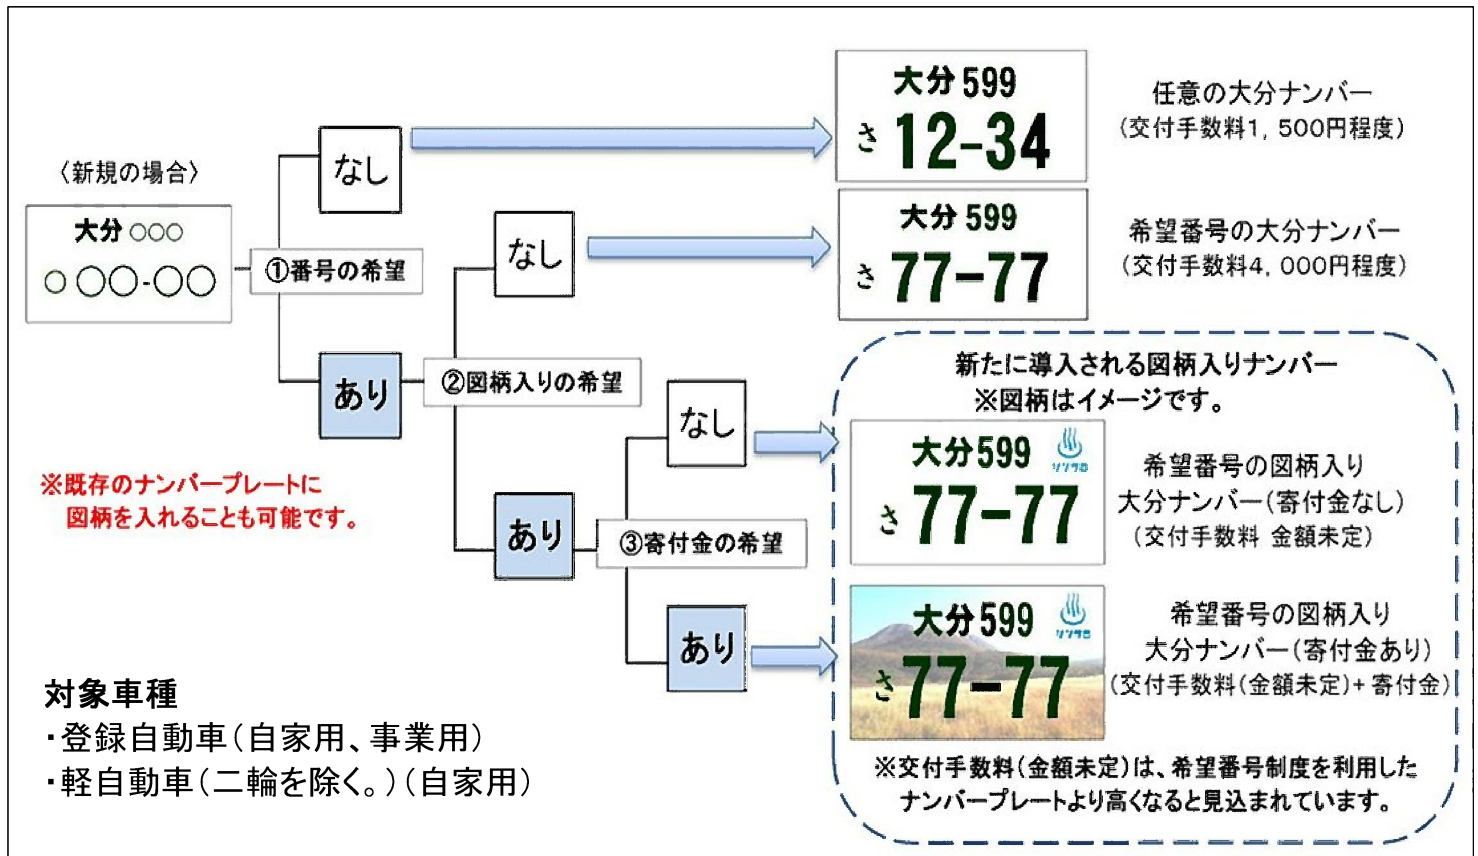 〈新規の場合〉
大分 ○○○
○ ○○-○○
①番号の希望
なし
あり
②図柄入りの希望
なし
あり
③寄付金の希望
なし
あり
※既存のナンバープレートに
図柄を入れることも可能です。
対象車種
・登録自動車(自家用、事業用)
・軽自動車(二輪を除く。)(自家用)
大分 599
さ 12-34
任意の大分ナンバー
(交付手数料1,500円程度)
大分 599
さ 77-77
希望番号の大分ナンバー
(交付手数料4,000円程度)
新たに導入される図柄入りナンバー
※図柄はイメージです。
大分 599
さ 77-77
希望番号の図柄入り
大分ナンバー(寄付金なし)
(交付手数料 金額未定)
大分 599
さ 77-77
希望番号の図柄入り
大分ナンバー(寄付金あり)
(交付手数料(金額未定)+寄付金)
※交付手数料(金額未定)は、希望番号制度を利用した
ナンバープレートより高くなると見込まれています。